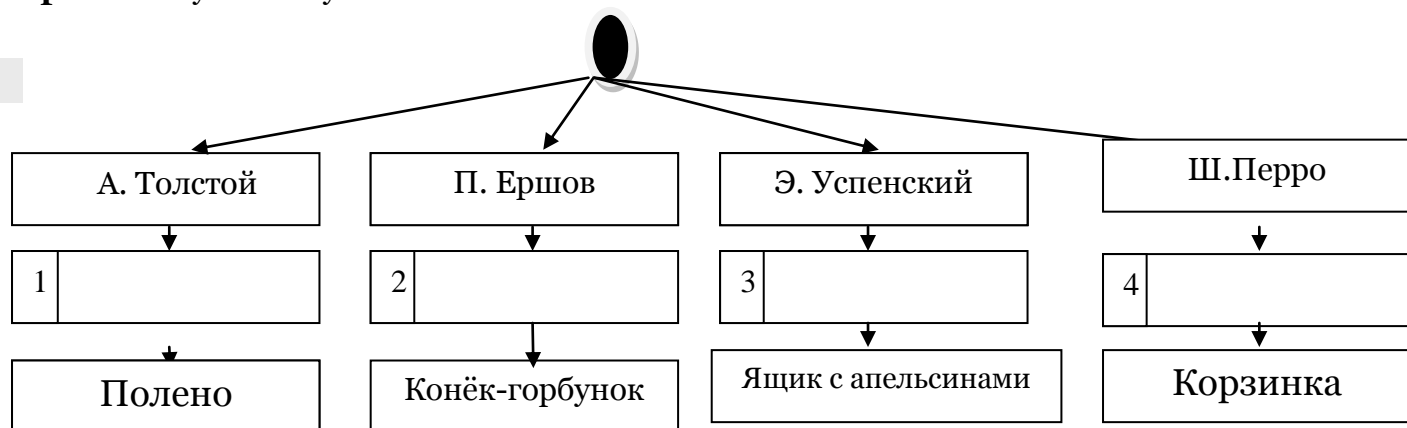 А. Толстой
П. Ершов
Э. Успенский
Ш.Перро
1
2
3
4
Полено
Конёк-горбунок
Ящик с апельсинами
Корзинка